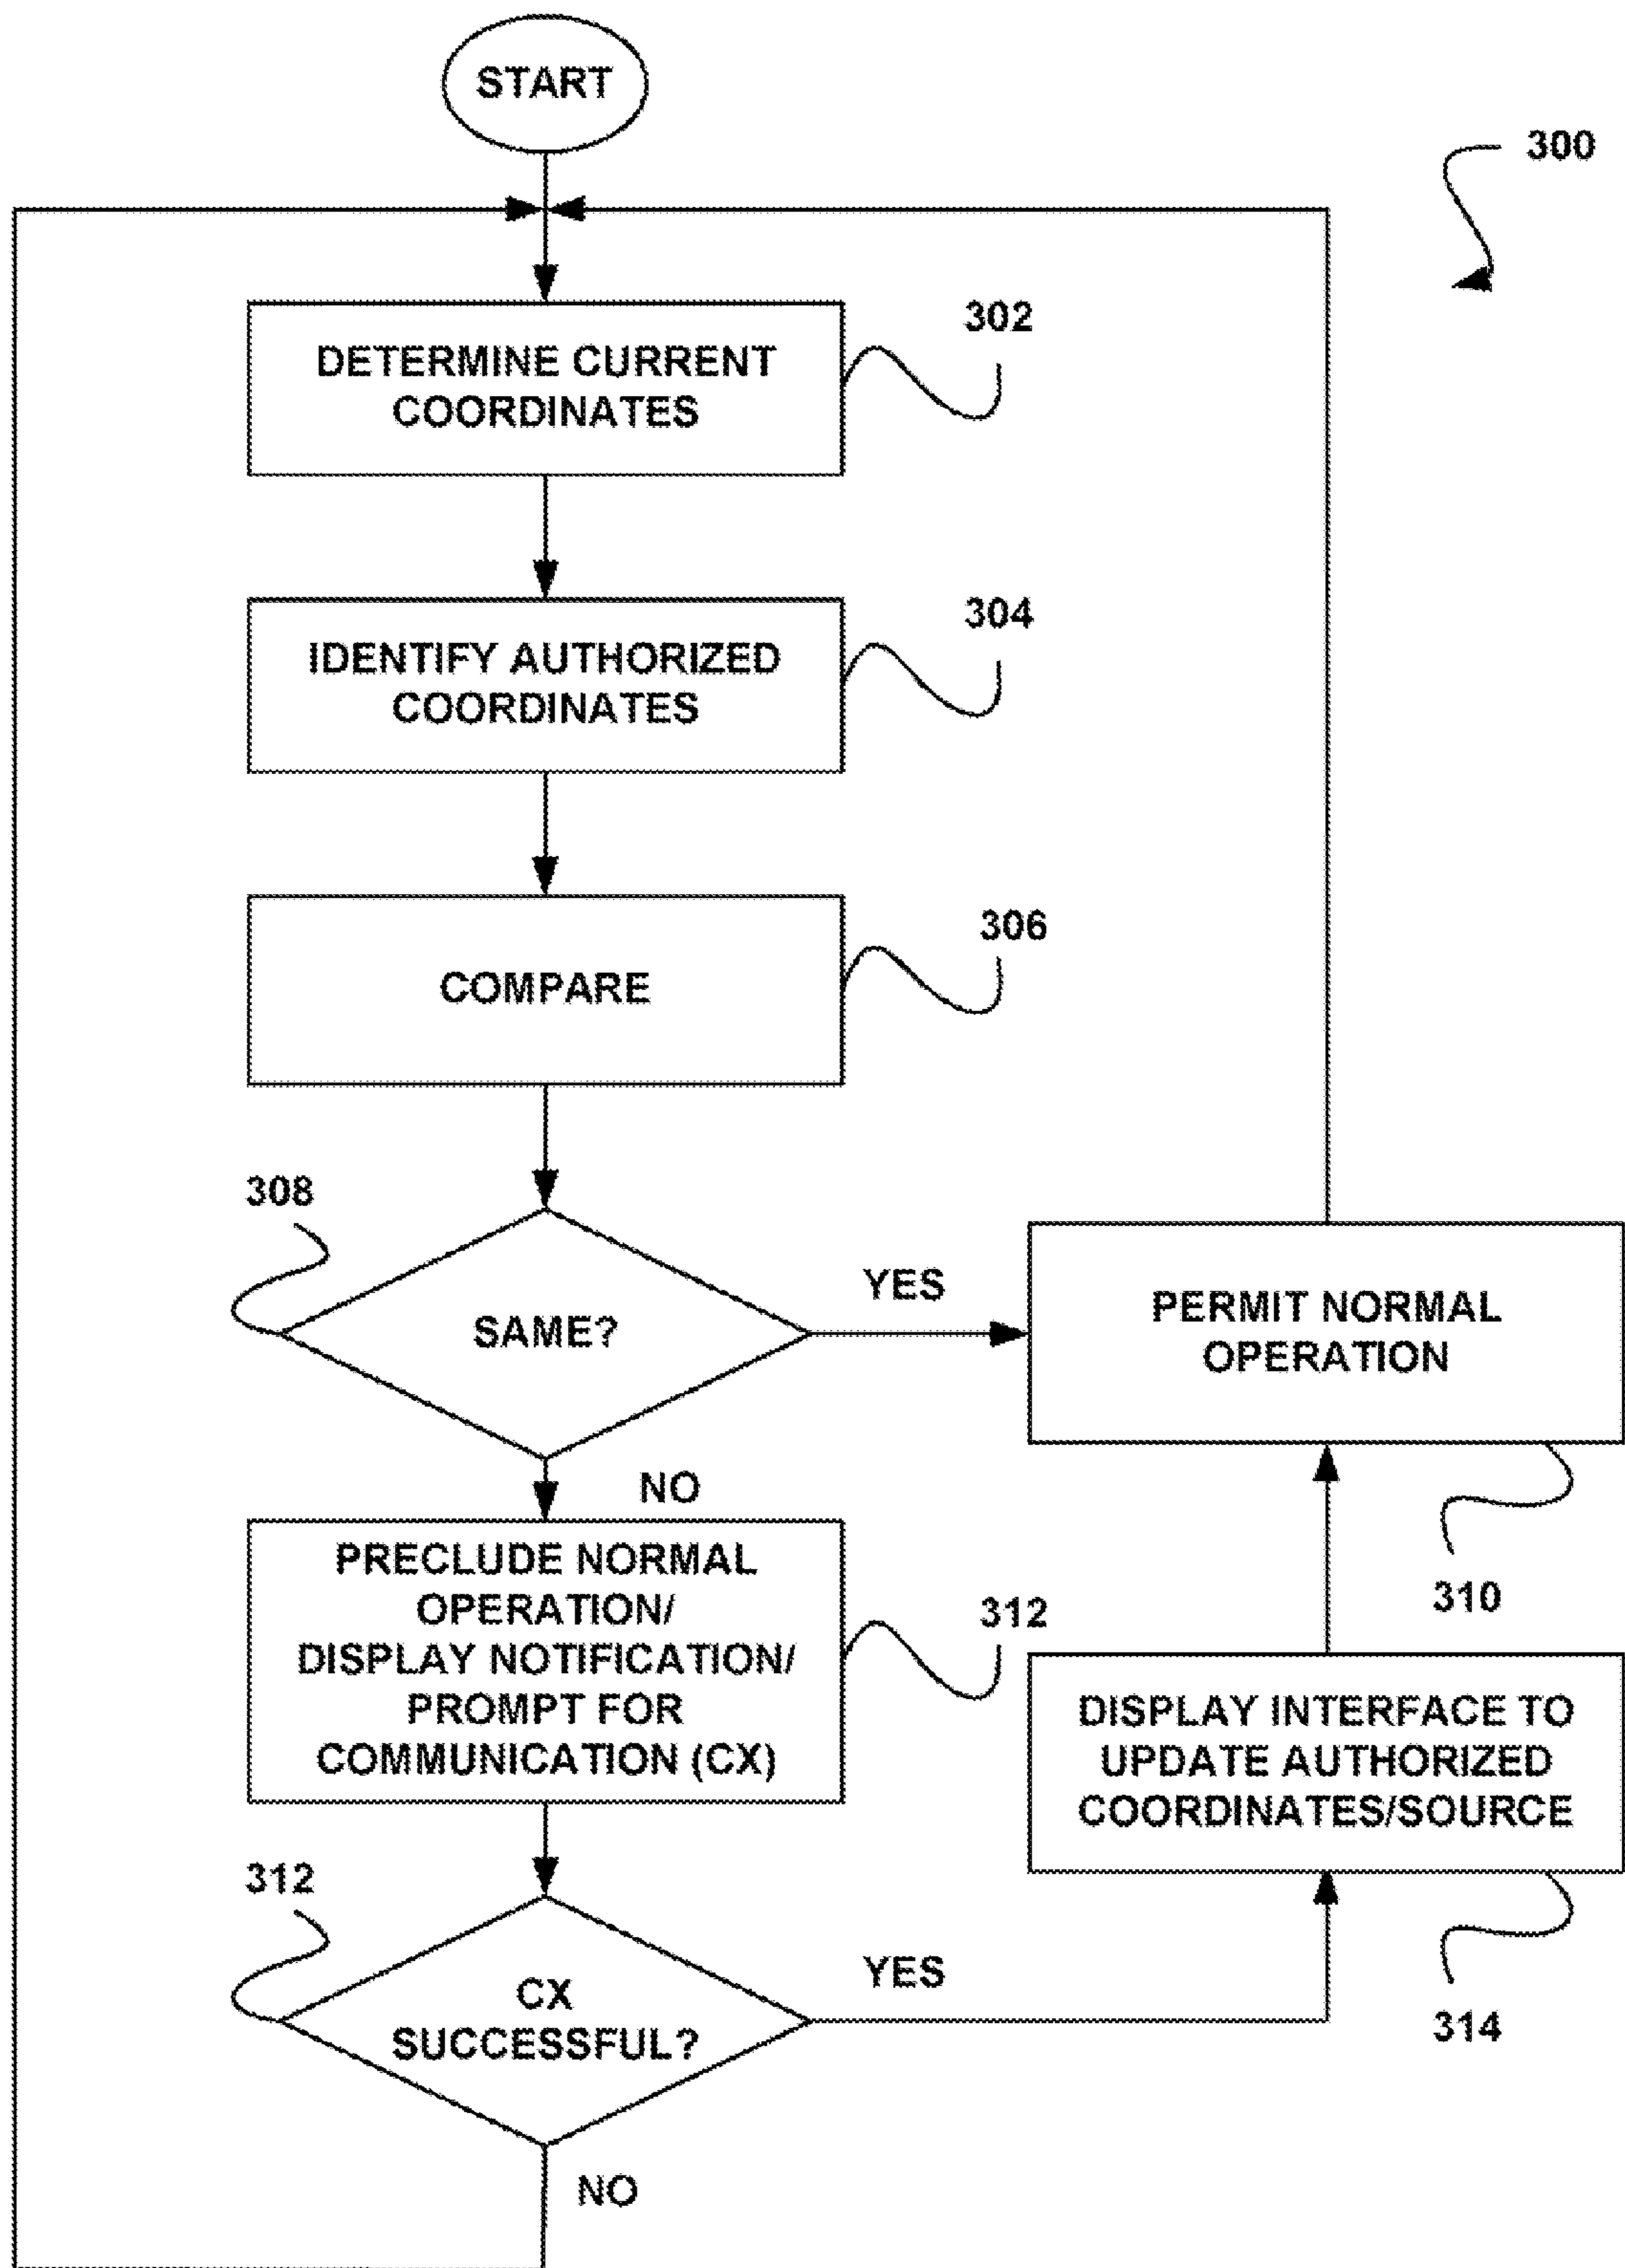 START
300
302
DETERMINE CURRENT
COORDINATES
304
IDENTIFY AUTHORIZED
COORDINATES
306
COMPARE
308
SAME?
YES
PERMIT NORMAL
OPERATION
310
NO
PRECLUDE NORMAL
OPERATION/
DISPLAY NOTIFICATION/
PROMPT FOR
COMMUNICATION (CX)
312
DISPLAY INTERFACE TO
UPDATE AUTHORIZED
COORDINATES/SOURCE
314
312
CX
SUCCESSFUL?
YES
NO